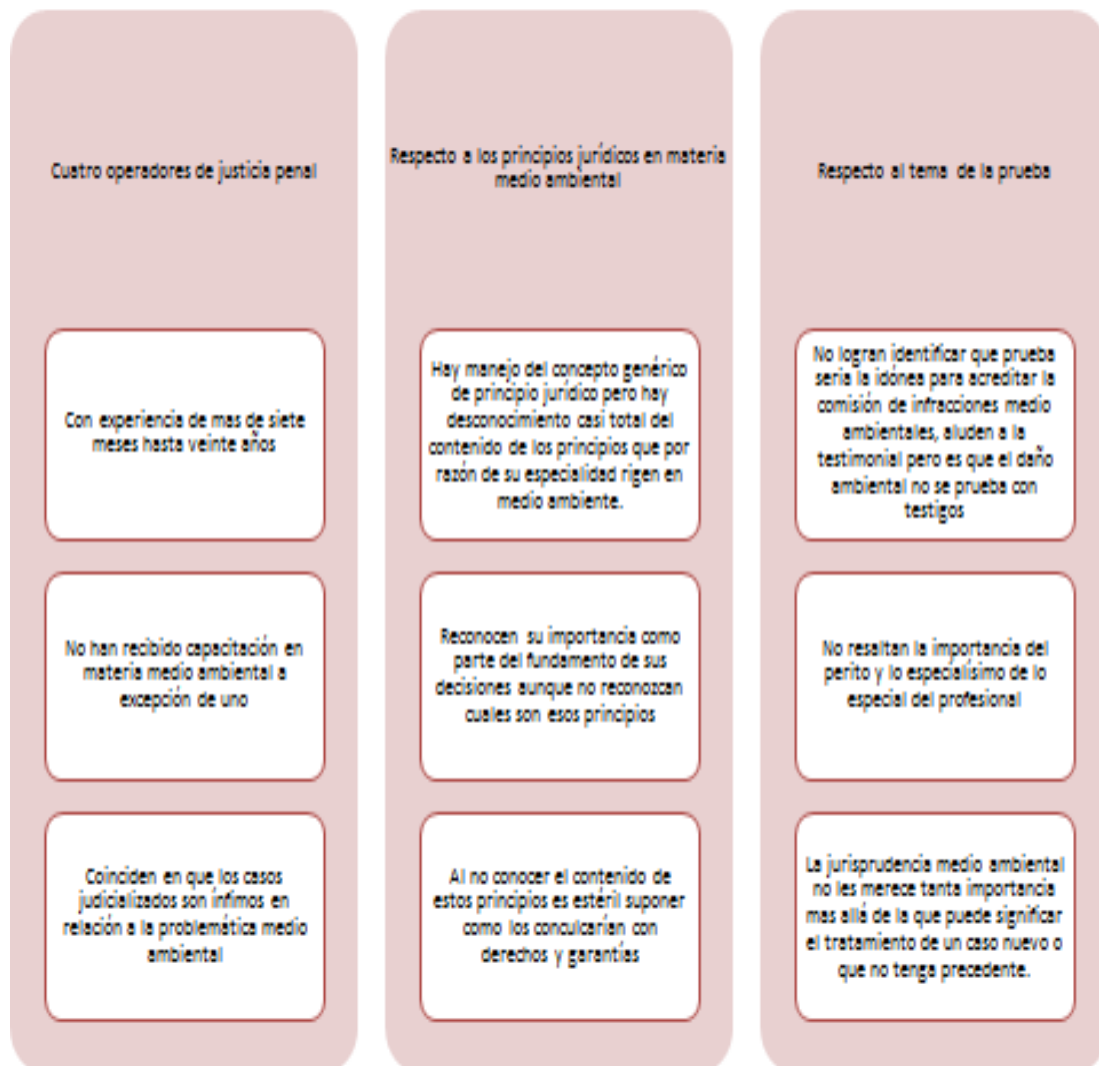 Cuatro operadores de justicia penal
Con experiencia de mas de siete
meses hasta veinte años
No han recibido capacitación en
materia medio ambiental a
excepción de uno
Coinciden en que los casos
judicializados son ínfimos en
relación a la problemática medio
ambiental
Respecto a los principios jurídicos en materia
medio ambiental
Hay manejo del concepto genérico
de principio jurídico pero hay
desconocimiento casi total del
contenido de los principios que por
razón de su especialidad rigen en
medio ambiente.
Reconocen su importancia como
parte del fundamento de sus
decisiones aunque no reconozcan
cuales son esos principios
Al no conocer el contenido de
estos principios es estéril suponer
como los conculcarían con
derechos y garantías
Respecto al tema de la prueba
No logran identificar que prueba
seria la idónea para acreditar la
comisión de infracciones medio
ambientales, aluden a la
testimonial pero es que el daño
ambiental no se prueba con
testigos
No resaltan la importancia del
perito y lo especialísimo de lo
especial del profesional
La jurisprudencia medio ambiental
no les merece tanta importancia
mas allá de la que puede significar
el tratamiento de un caso nuevo o
que no tenga precedente.